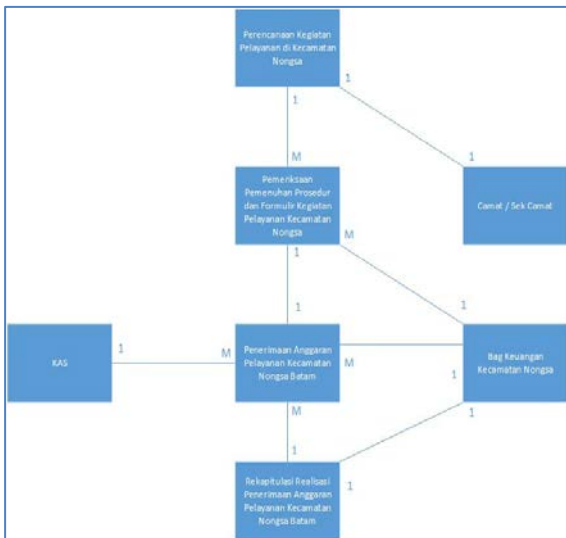 Perencanaan Kegiatan
Pelayanan di Kecamatan
Nongsa
1
1
M
1
Pemeriksaan
Pemenuhan Prosedur
dan Formulir Kegiatan
Pelayanan Kecamatan
Nongsa
Camat / Sek Camat
1
M
1
1
KAS
1
M
Penerimaan Anggaran
Pelayanan Kecamatan
Nongsa Batam
M
1
Bag Keuangan
Kecamatan Nongsa
M
1
1
1
Rekapitulasi Realisasi
Penerimaan Anggaran
Pelayanan Kecamatan
Nongsa Batam